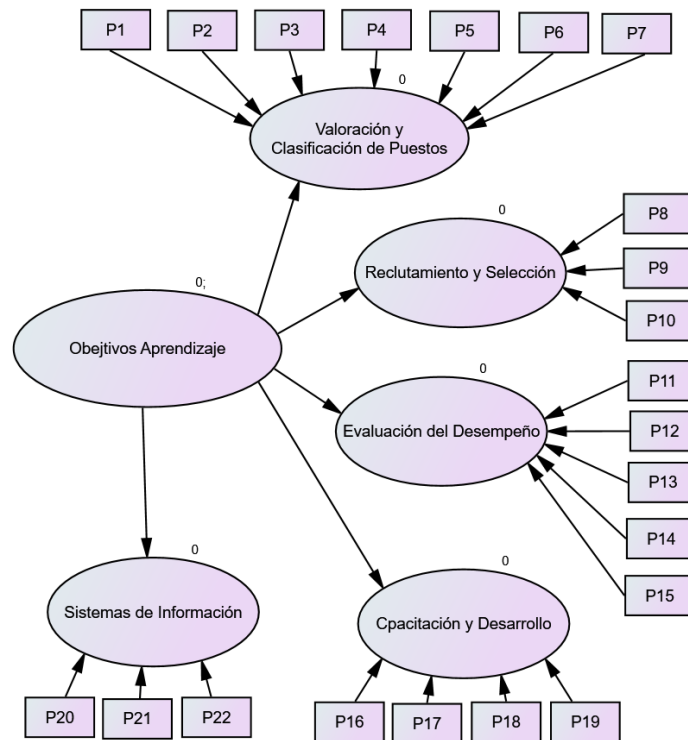 P1
P2
P3
P4
P5
P6
P7
0
Valoración y
Clasificación de Puestos
0
P8
Reclutamiento y Selección
P9
P10
0;
Obejtivos Aprendizaje
0
P11
Evaluación del Desempeño
P12
P13
P14
P15
0
Sistemas de Información
0
Cpacitación y Desarrollo
P20
P21
P22
P16
P17
P18
P19